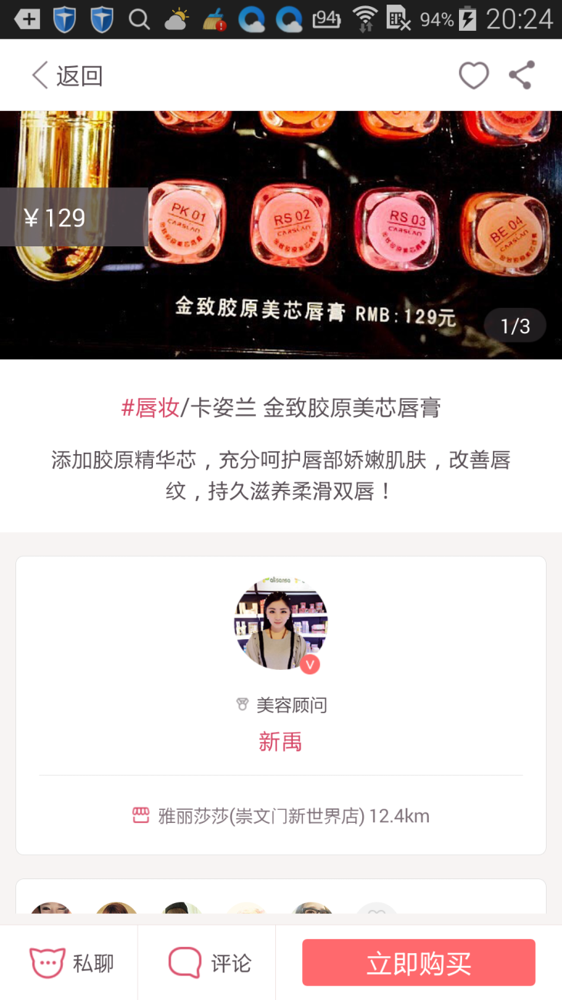 94 94% 20:24
返回
¥ 129
PK 01 RS 02 RS 03 BE 04
CARSLAN CARSLAN CARSLAN CARSLAN
金致胶原美芯唇膏 RMB:129元
1/3
#唇妆/卡姿兰 金致胶原美芯唇膏
添加胶原精华芯，充分呵护唇部娇嫩肌肤，改善唇
纹，持久滋养柔滑双唇！
V
美容顾问
新禹
雅丽莎莎(崇文门新世界店) 12.4km
私聊 评论 立即购买